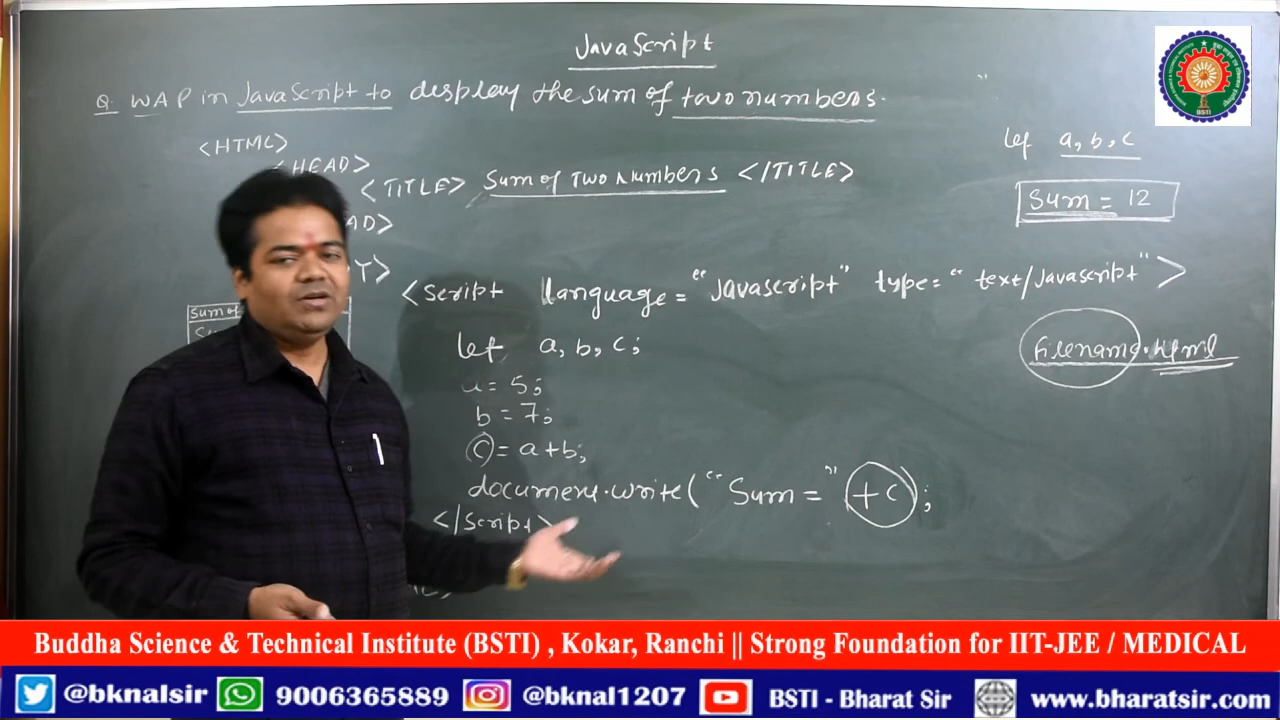 JavaScript
Q. WAP in JavaScript to display the sum of two numbers.
<HTML>
<HEAD>
<TITLE> Sum of Two Numbers </TITLE>
AD>
Y>
<script language="Javascript" type="text/Javascript">
let a, b, c;
a = 5;
b = 7;
c = a+b;
document.write("Sum =" +c;
</script>
Sum of
let a, b, c
Sum = 12
filename.html
BSTI
Buddha Science & Technical Institute (BSTI) , Kokar, Ranchi || Strong Foundation for IIT-JEE / MEDICAL
@bknalsir 9006365889 @bknal1207 BSTI - Bharat Sir www.bharatsir.com